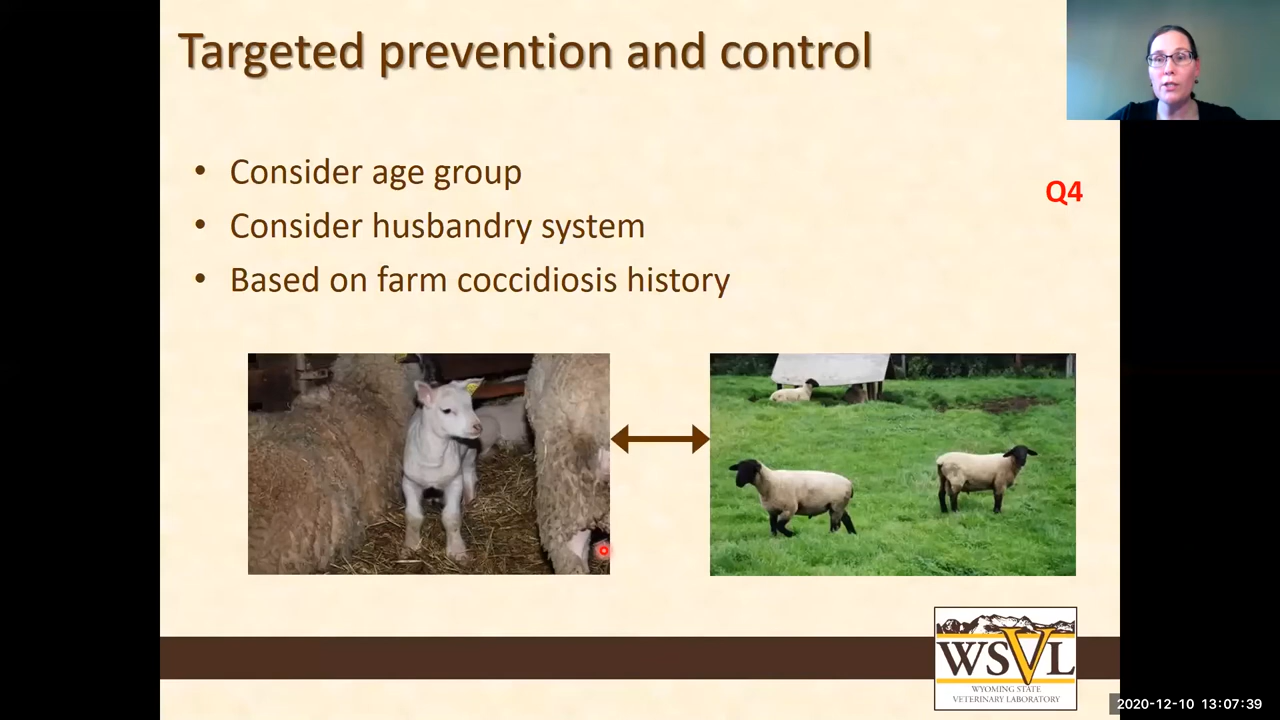 Targeted prevention and control
• Consider age group
Q4
• Consider husbandry system
• Based on farm coccidiosis history
WSVL
WYOMING STATE
VETERINARY LABORATORY
2020-12-10 13:07:39